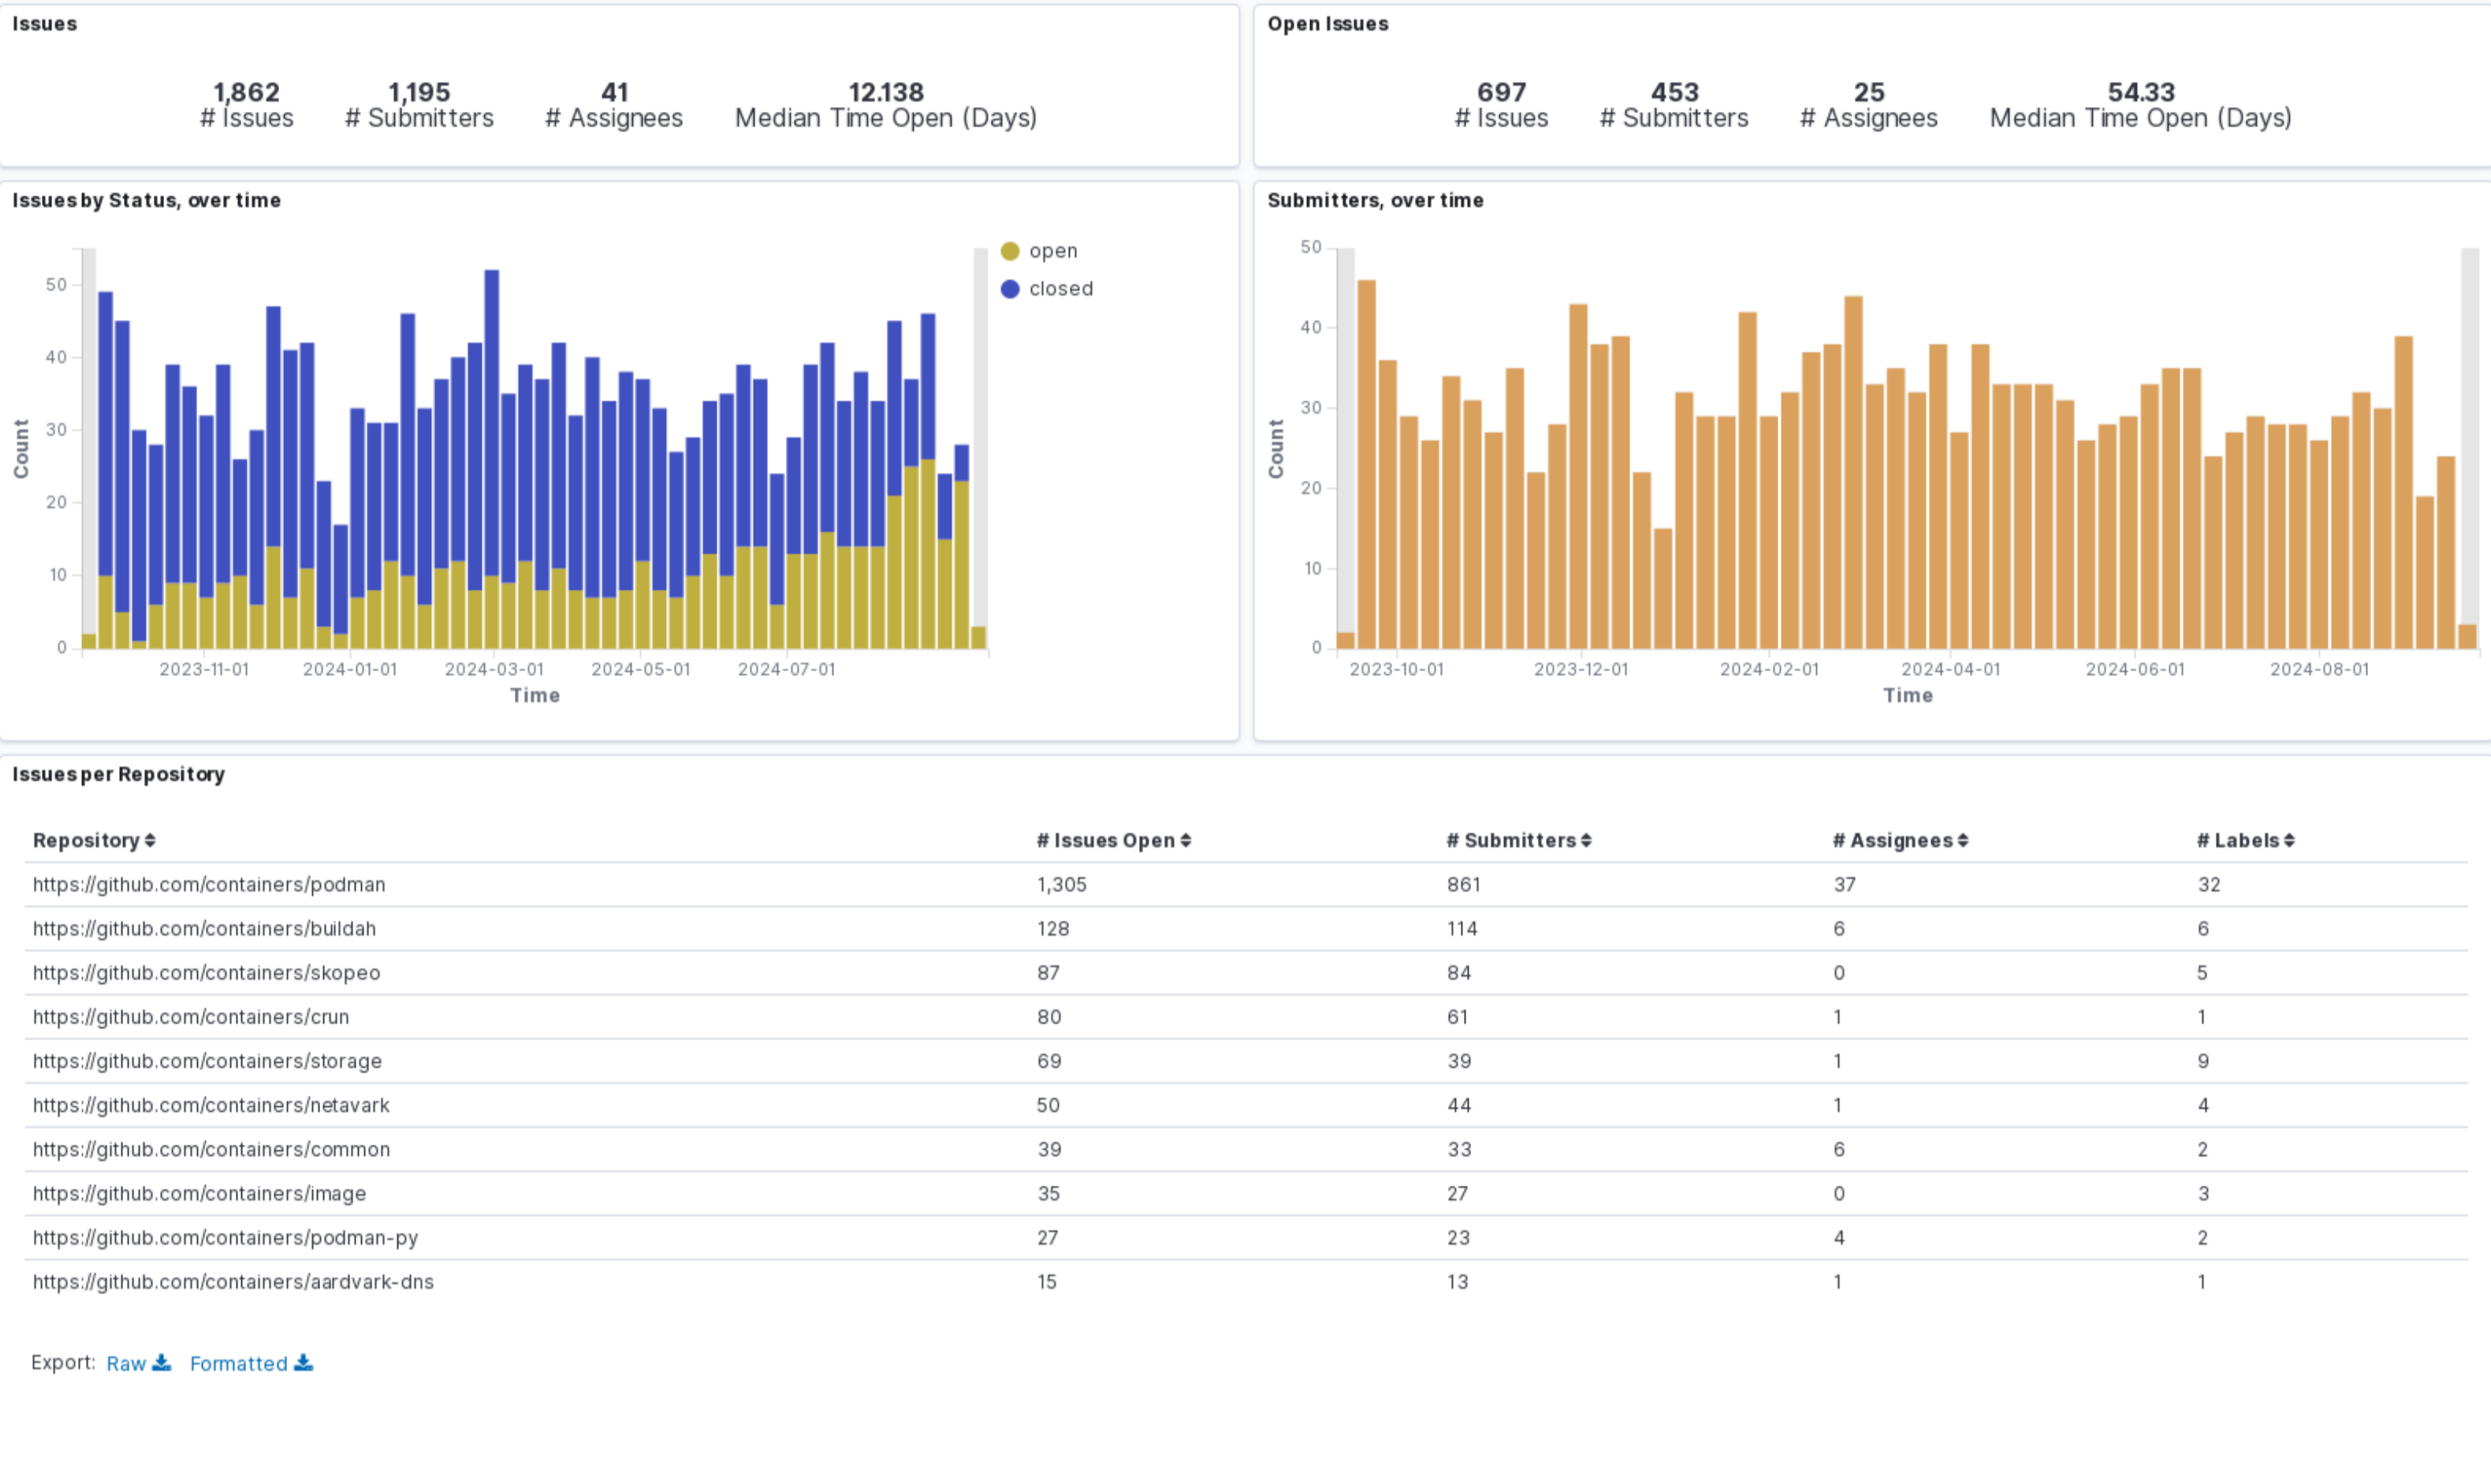 Issues
1,862 1,195 41 12.138
# Issues # Submitters # Assignees Median Time Open (Days)
Open Issues
697 453 25 54.33
# Issues # Submitters # Assignees Median Time Open (Days)
Issues by Status, over time
50
40
30
20
10
0
Count
2023-11-01 2024-01-01 2024-03-01 2024-05-01 2024-07-01
Time
open
closed
Submitters, over time
50
40
30
20
10
0
Count
2023-10-01 2023-12-01 2024-02-01 2024-04-01 2024-06-01 2024-08-01
Time
Issues per Repository
Repository # Issues Open # Submitters # Assignees # Labels
https://github.com/containers/podman 1,305 861 37 32
https://github.com/containers/buildah 128 114 6 6
https://github.com/containers/skopeo 87 84 0 5
https://github.com/containers/crun 80 61 1 1
https://github.com/containers/storage 69 39 1 9
https://github.com/containers/netavark 50 44 1 4
https://github.com/containers/common 39 33 6 2
https://github.com/containers/image 35 27 0 3
https://github.com/containers/podman-py 27 23 4 2
https://github.com/containers/aardvark-dns 15 13 1 1
Export: Raw Formatted